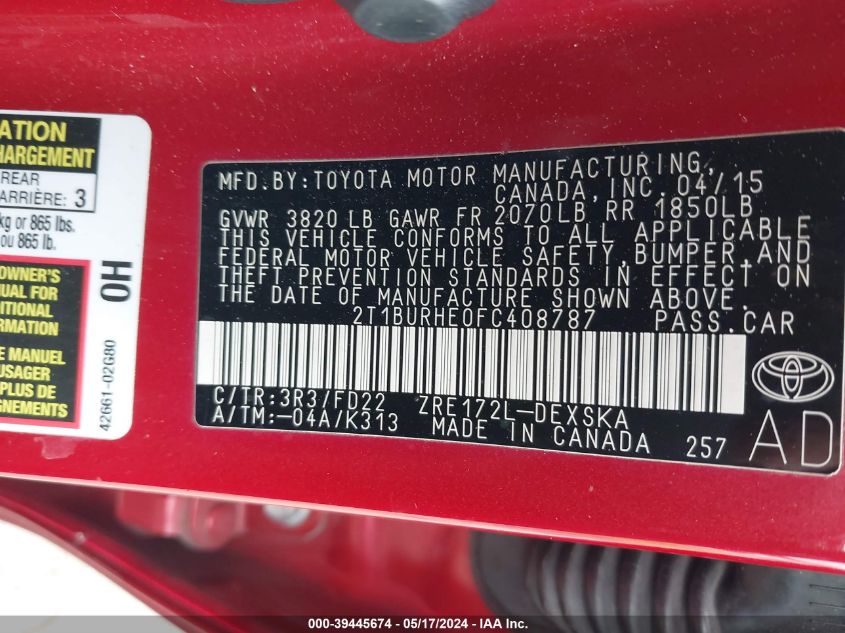 ATION
HARGEMENT
REAR
ARRIÈRE: 3
kg or 865 lbs.
ou 865 lb.
OWNER'S
UAL FOR
ITIONAL
RMATION
E MANUEL
USAGER
PLUS DE
EIGNEMENTS
0H
42661-02G80
MFD.BY:TOYOTA MOTOR MANUFACTURING,
CANADA, INC. 04/15
GVWR 3820 LB GAWR FR 2070LB RR 1850LB
THIS VEHICLE CONFORMS TO ALL APPLICABLE
FEDERAL MOTOR VEHICLE SAFETY, BUMPER, AND
THEFT PREVENTION STANDARDS IN EFFECT ON
THE DATE OF MANUFACTURE SHOWN ABOVE.
2T1BURHE0FC408787 PASS.CAR
C/TR:3R3/FD22 ZRE172L-DEXSKA
A/TM:-04A/K313 MADE IN CANADA 257
AD
000-39445674 - 05/17/2024 - IAA Inc.